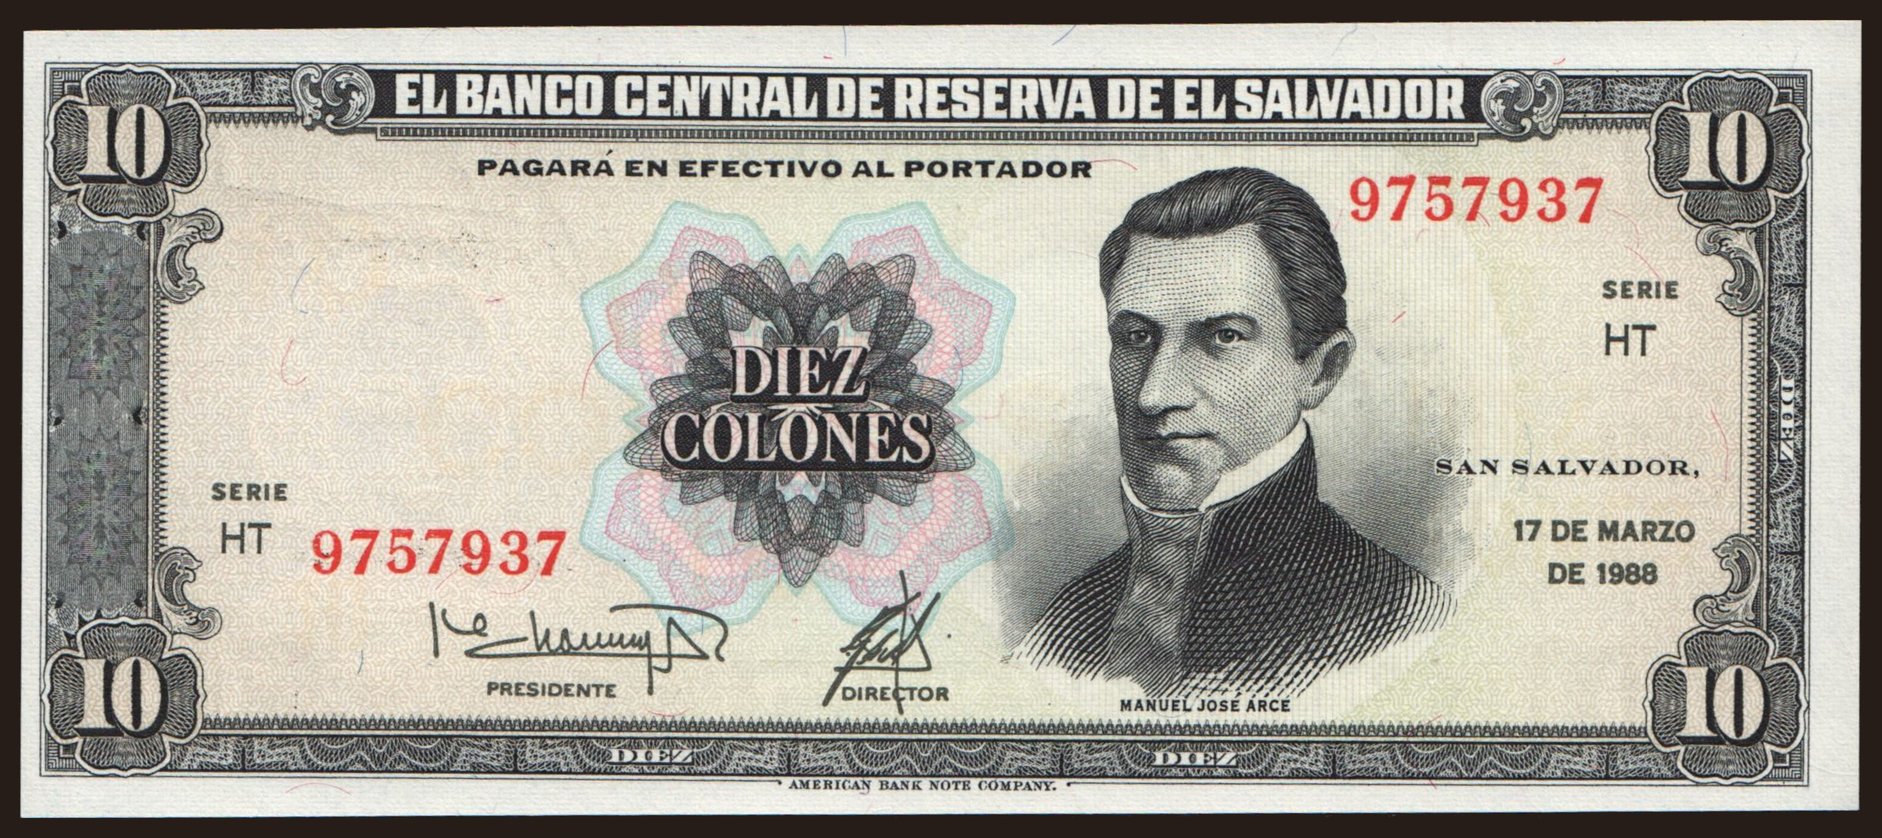 10 EL BANCO CENTRAL DE RESERVA DE EL SALVADOR 10
PAGARÁ EN EFECTIVO AL PORTADOR
9757937
SERIE
HT
DIEZ
COLONES
DIEZ
SAN SALVADOR,
SERIE
HT
9757937
17 DE MARZO
DE 1988
PRESIDENTE
DIRECTOR
MANUEL JOSÉ ARCE
10 DIEZ DIEZ 10
AMERICAN BANK NOTE COMPANY.